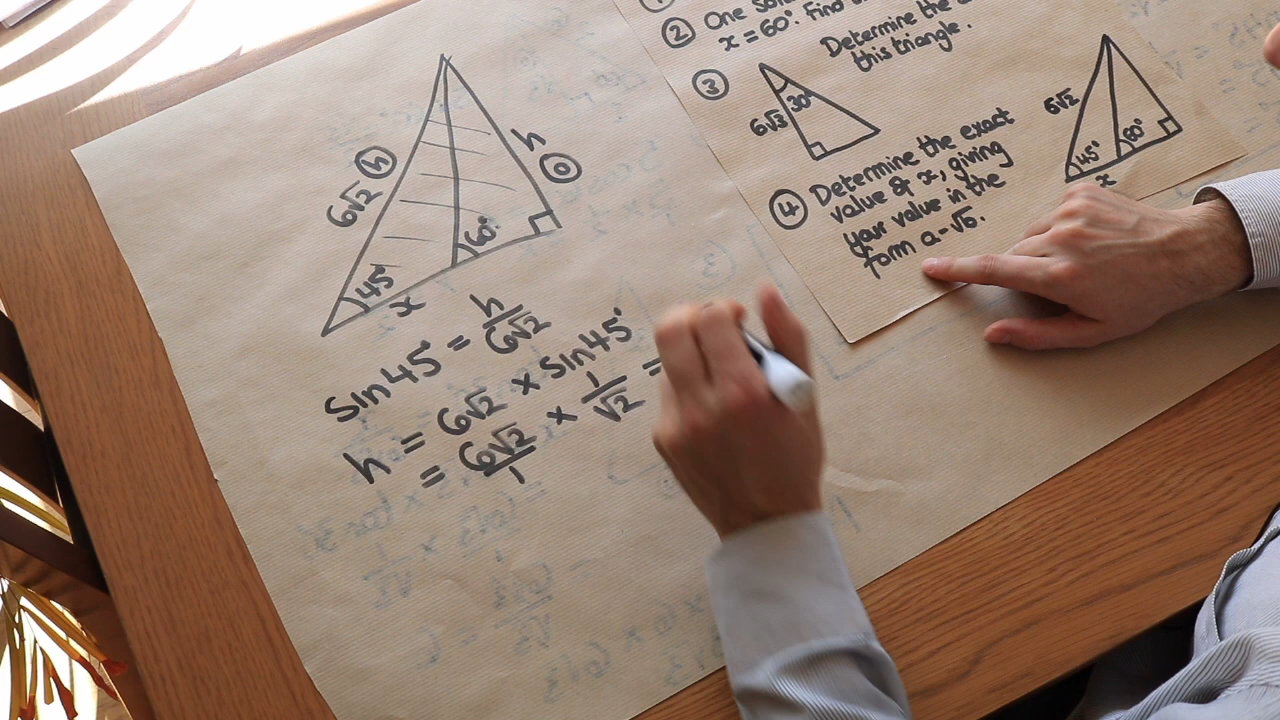 6√2
h
h
o
45°
60°
x
sin45° = h/6√2
h = 6√2 × sin45°
= 6√2/1 × 1/√2 =
②
One
x=60°. Find
Determine the
this triangle.
③
6√3
30°
④
Determine the exact
value of x, giving
your value in the
form a-√b.
6√2
45°
60°
x